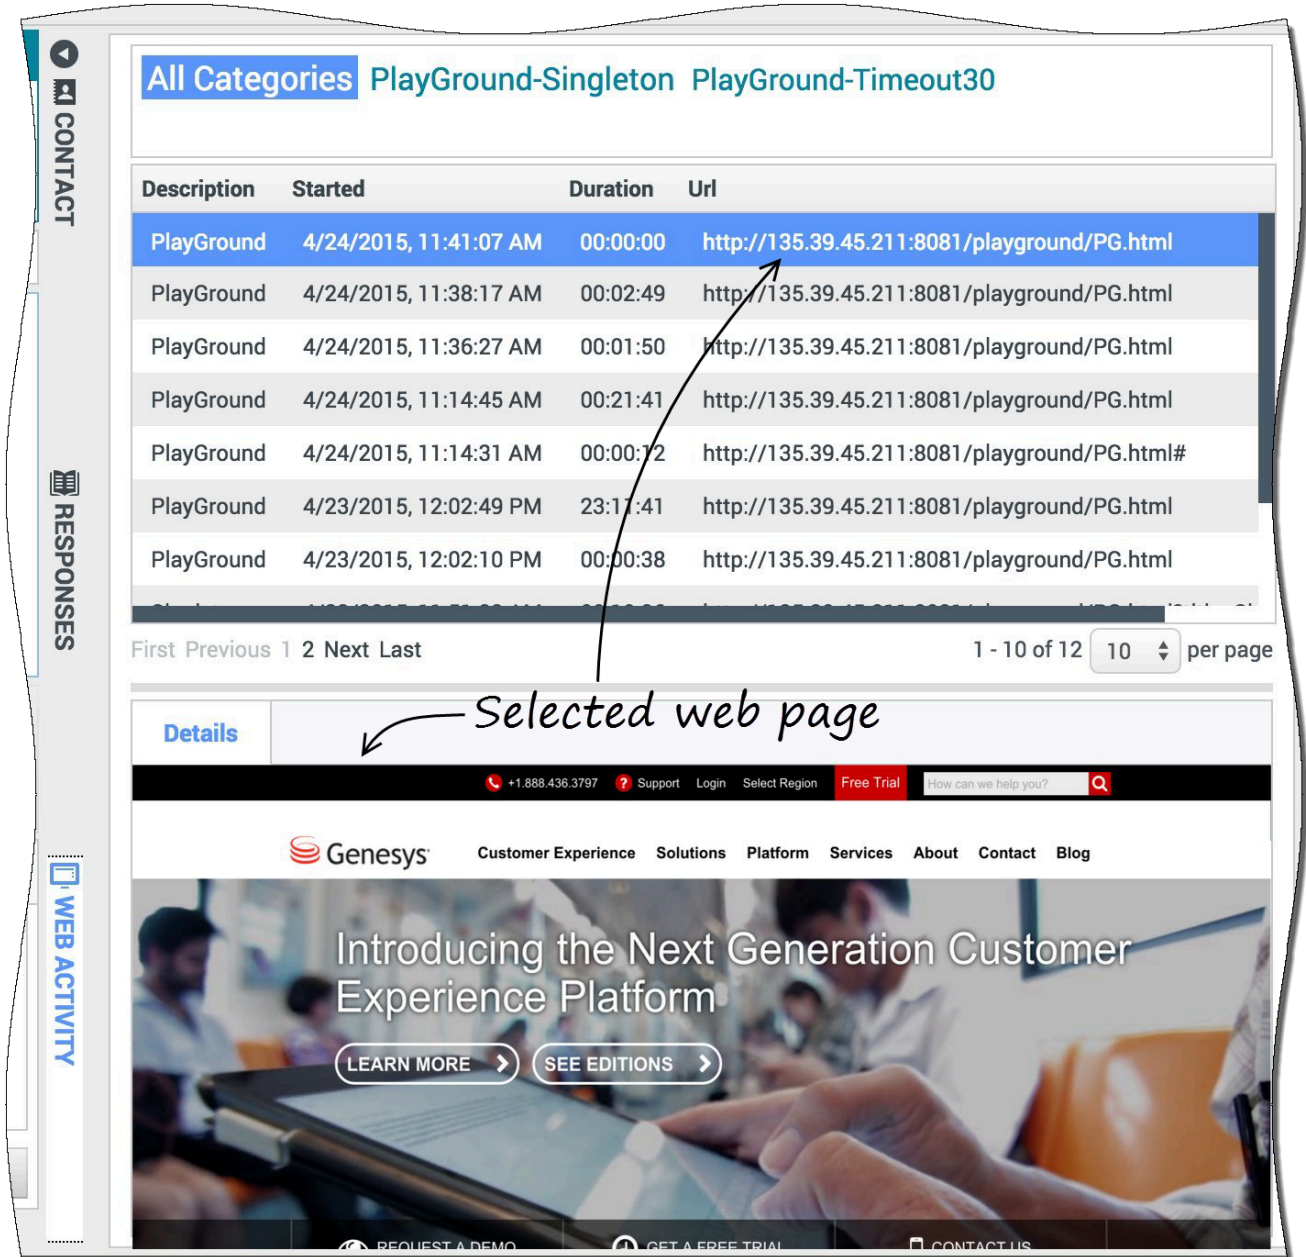 CONTACT
RESPONSES
WEB ACTIVITY
All Categories PlayGround-Singleton PlayGround-Timeout30
Description Started Duration Url
PlayGround 4/24/2015, 11:41:07 AM 00:00:00 http://135.39.45.211:8081/playground/PG.html
PlayGround 4/24/2015, 11:38:17 AM 00:02:49 http://135.39.45.211:8081/playground/PG.html
PlayGround 4/24/2015, 11:36:27 AM 00:01:50 http://135.39.45.211:8081/playground/PG.html
PlayGround 4/24/2015, 11:14:45 AM 00:21:41 http://135.39.45.211:8081/playground/PG.html
PlayGround 4/24/2015, 11:14:31 AM 00:00:12 http://135.39.45.211:8081/playground/PG.html#
PlayGround 4/23/2015, 12:02:49 PM 23:11:41 http://135.39.45.211:8081/playground/PG.html
PlayGround 4/23/2015, 12:02:10 PM 00:00:38 http://135.39.45.211:8081/playground/PG.html
First Previous 1 2 Next Last 1 - 10 of 12 10 per page
Selected web page
Details
+1.888.436.3797 ? Support Login Select Region Free Trial How can we help you?
Genesys Customer Experience Solutions Platform Services About Contact Blog
Introducing the Next Generation Customer
Experience Platform
LEARN MORE SEE EDITIONS
REQUEST A DEMO GET A FREE TRIAL CONTACT US